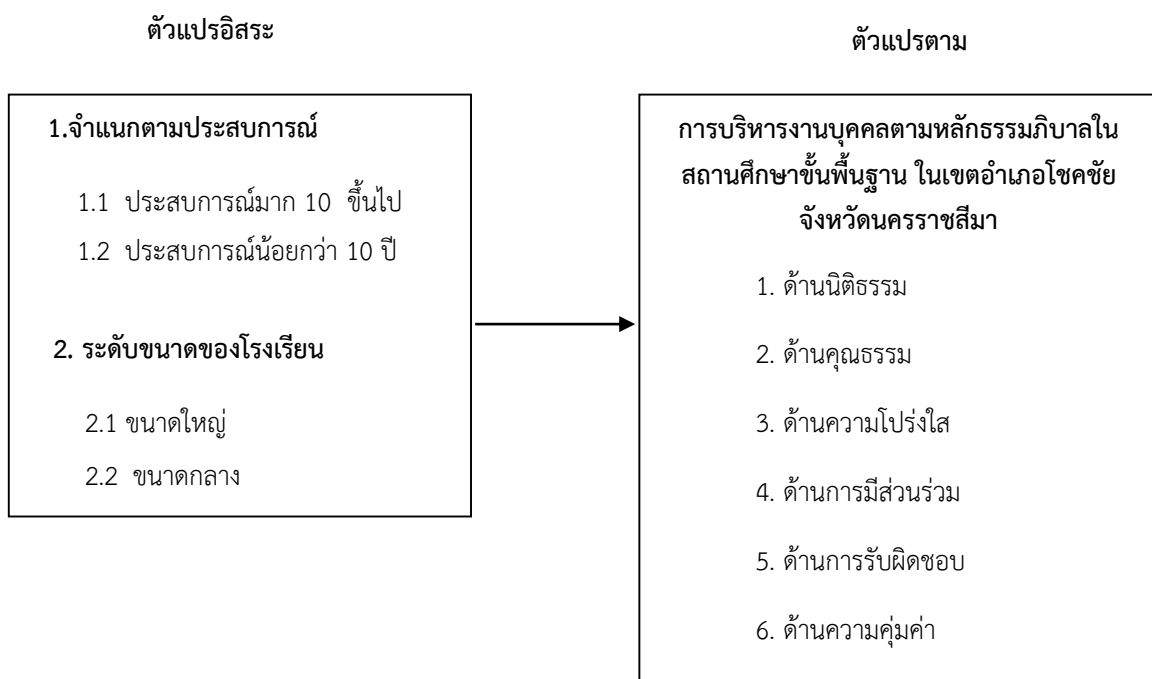 ตัวแปรอิสระ
ตัวแปรตาม
1.จำแนกตามประสบการณ์
1.1 ประสบการณ์มาก 10 ขึ้นไป
1.2 ประสบการณ์น้อยกว่า 10 ปี
2. ระดับขนาดของโรงเรียน
2.1 ขนาดใหญ่
2.2 ขนาดกลาง
การบริหารงานบุคคลตามหลักธรรมภิบาลใน
สถานศึกษาขั้นพื้นฐาน ในเขตอำเภอโชคชัย
จังหวัดนครราชสีมา
1. ด้านนิติธรรม
2. ด้านคุณธรรม
3. ด้านความโปร่งใส
4. ด้านการมีส่วนร่วม
5. ด้านการรับผิดชอบ
6. ด้านความคุ่มค่า